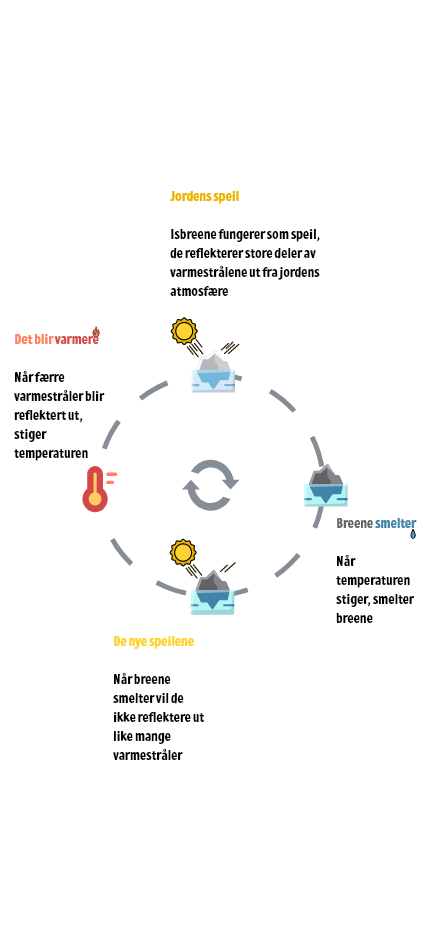 Jordens speil
Isbreene fungerer som speil,
de reflekterer store deler av
varmestrålene ut fra jordens
atmosfære
Det blir varmere
Når færre
varmestråler blir
reflektert ut,
stiger
temperaturen
Breene smelter
Når
temperaturen
stiger, smelter
breene
De nye speilene
Når breene
smelter vil de
ikke reflektere ut
like mange
varmestråler